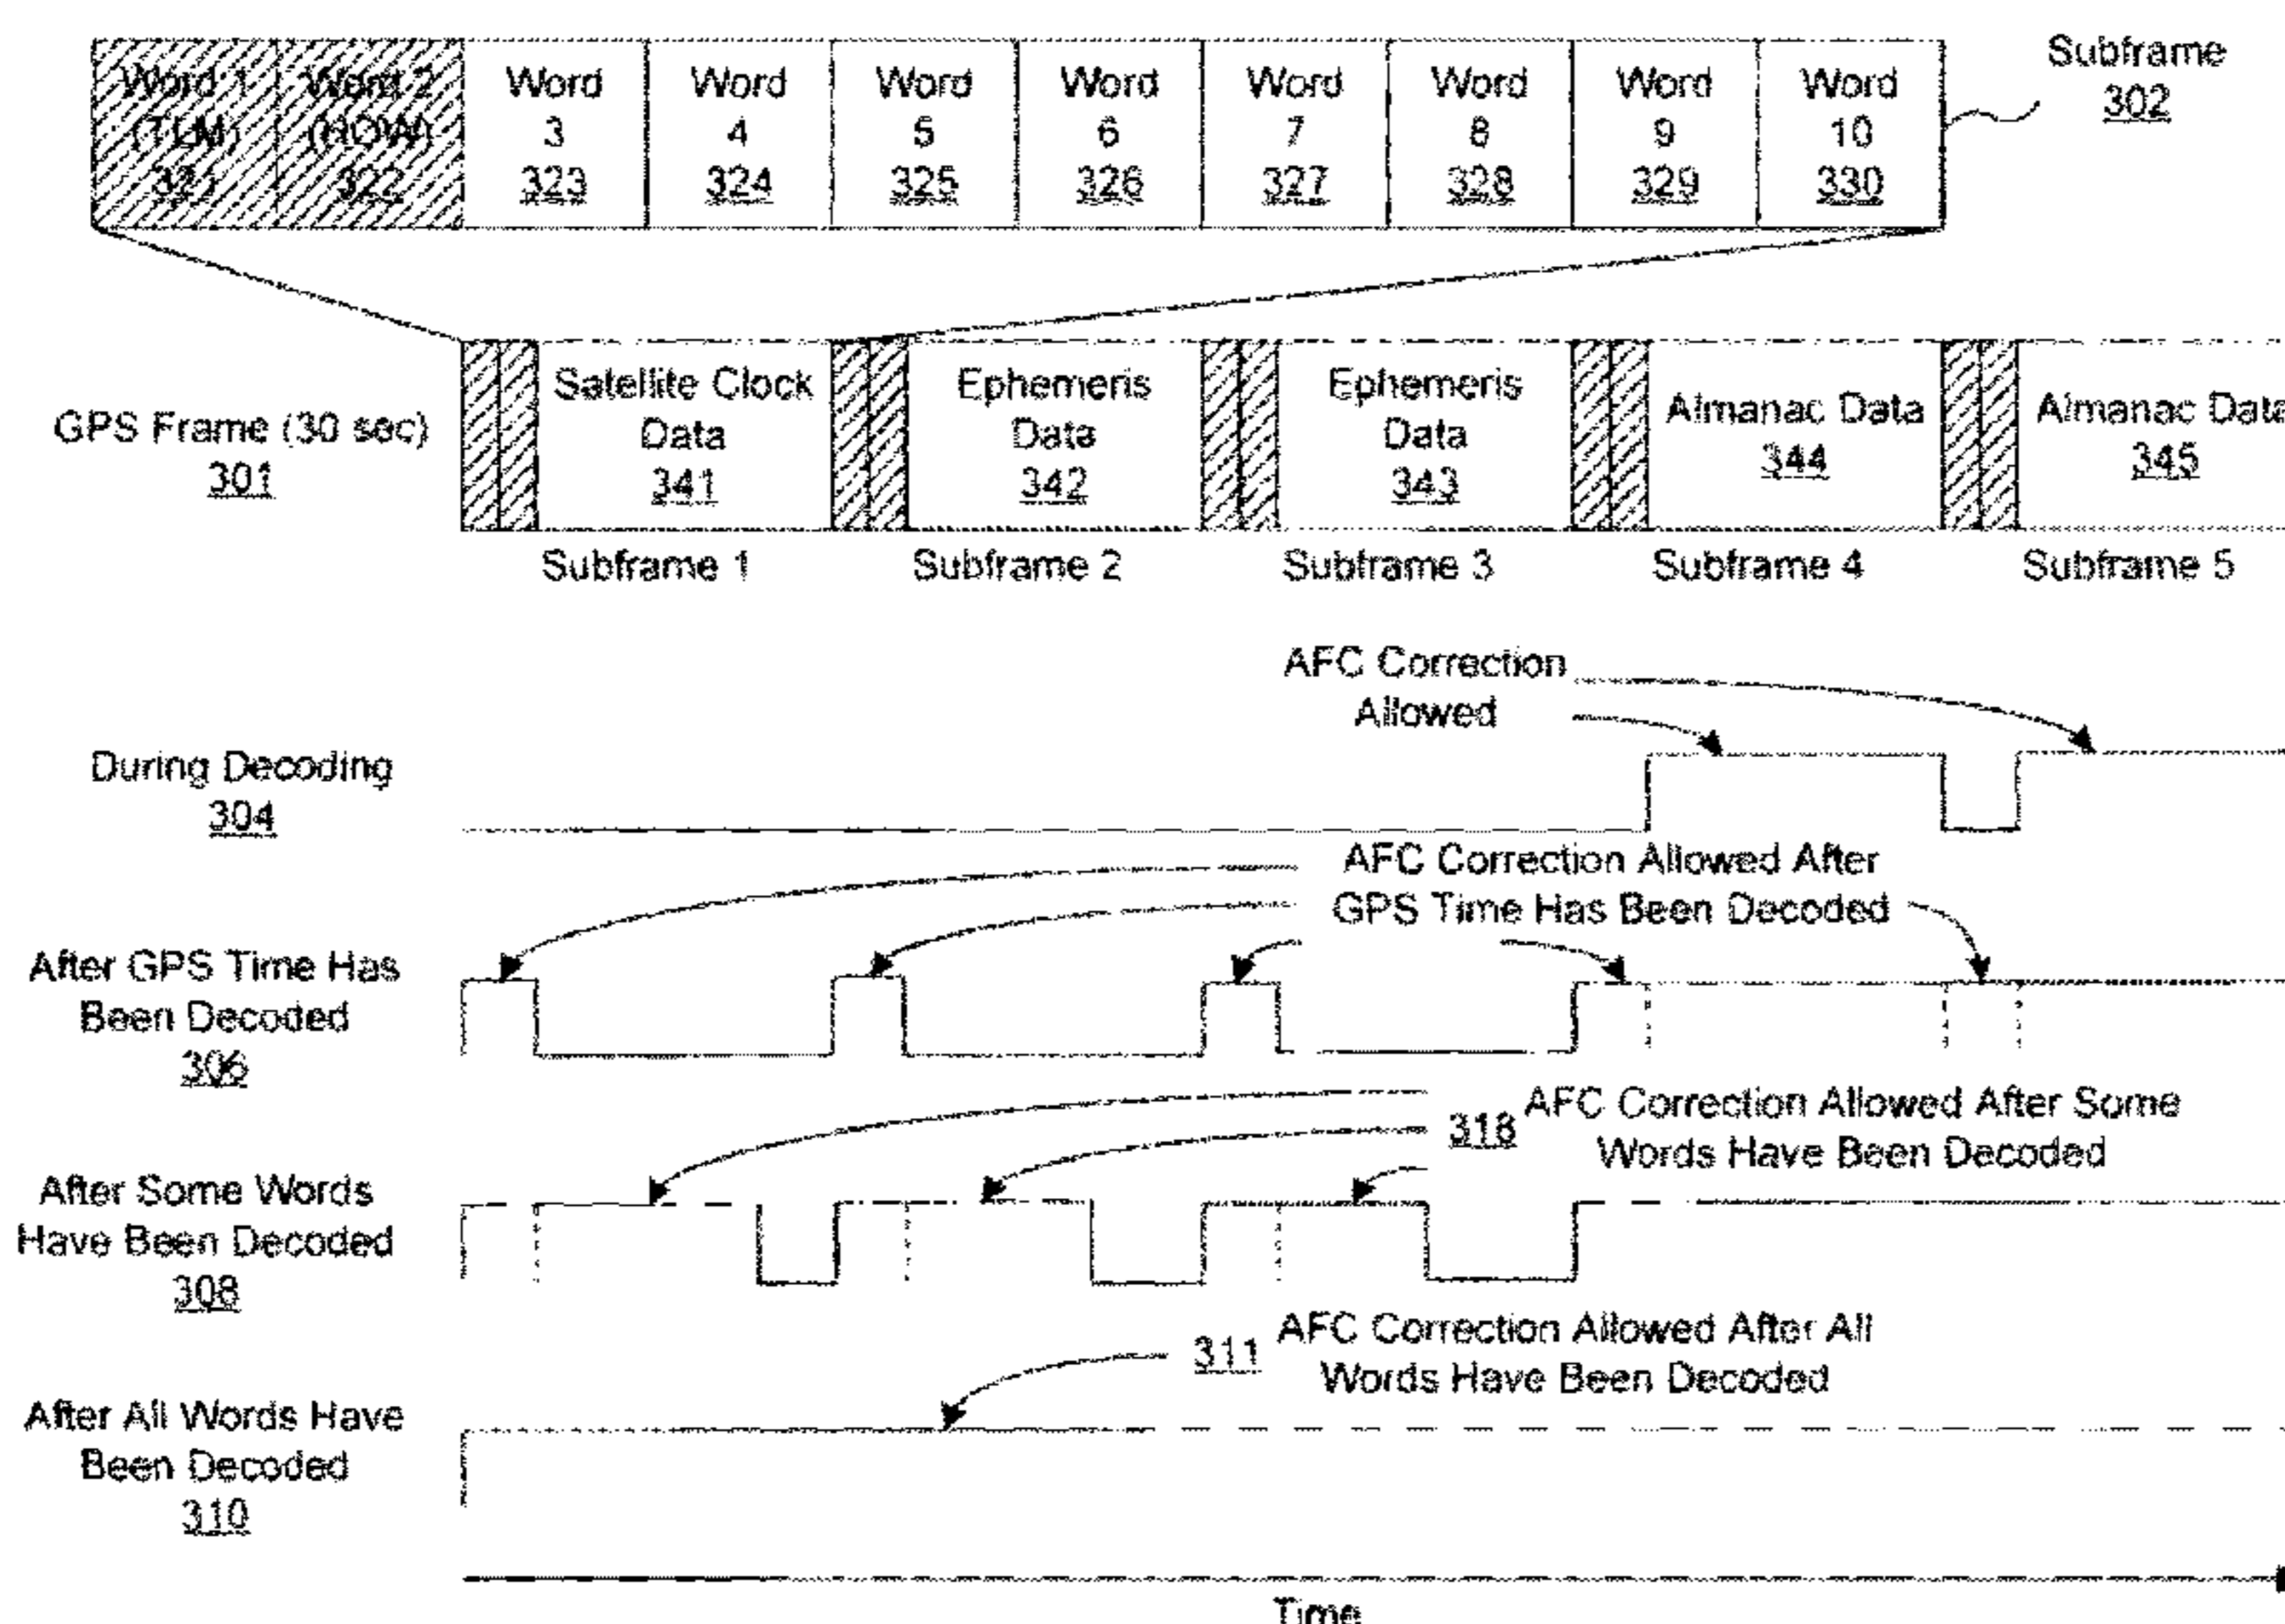 Word 1
(TLM)
321
Word 2
(HOW)
322
Word
3
323
Word
4
324
Word
5
325
Word
6
326
Word
7
327
Word
8
328
Word
9
329
Word
10
330
Subframe
302
GPS Frame (30 sec)
301
Satellite Clock
Data
341
Ephemeris
Data
342
Ephemeris
Data
343
Almanac Data
344
Almanac Data
345
Subframe 1
Subframe 2
Subframe 3
Subframe 4
Subframe 5
AFC Correction
Allowed
During Decoding
304
AFC Correction Allowed After
GPS Time Has Been Decoded
After GPS Time Has
Been Decoded
306
318
AFC Correction Allowed After Some
Words Have Been Decoded
After Some Words
Have Been Decoded
308
311
AFC Correction Allowed After All
Words Have Been Decoded
After All Words Have
Been Decoded
310
Time